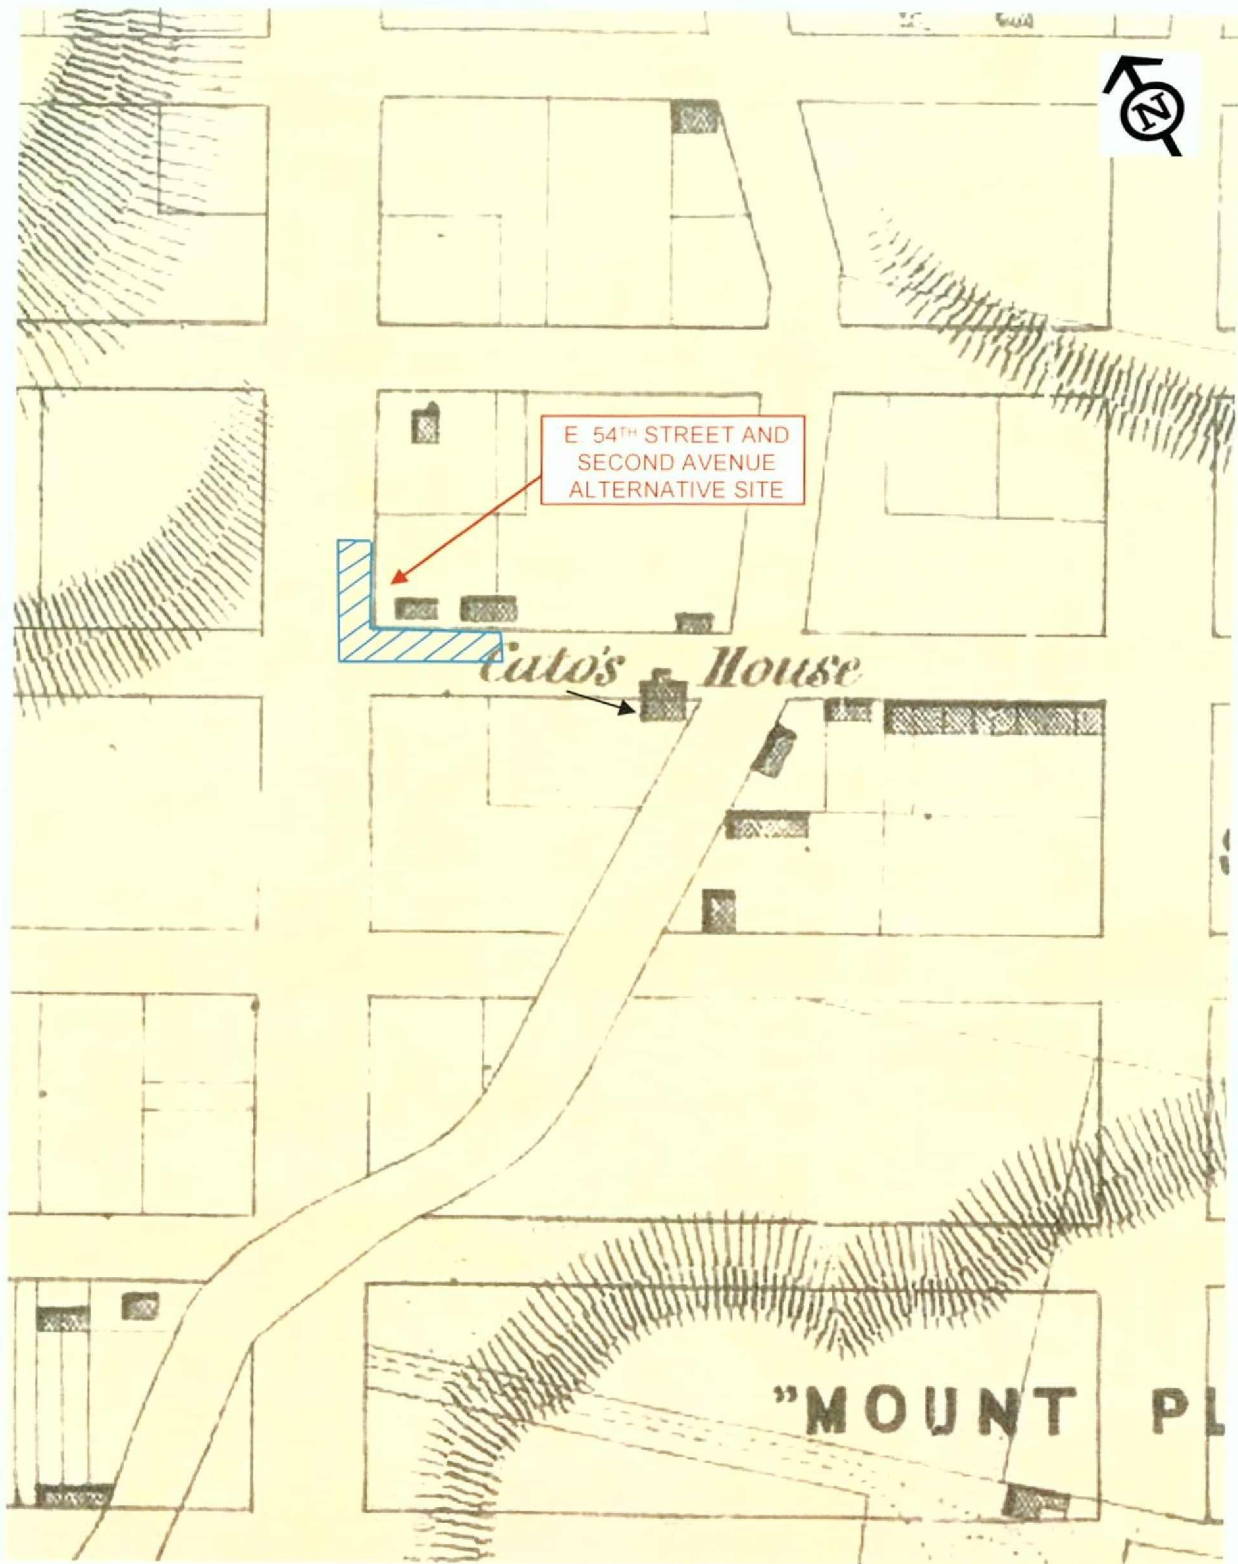 N
E. 54TH STREET AND
SECOND AVENUE
ALTERNATIVE SITE
Cato's House
"MOUNT PL